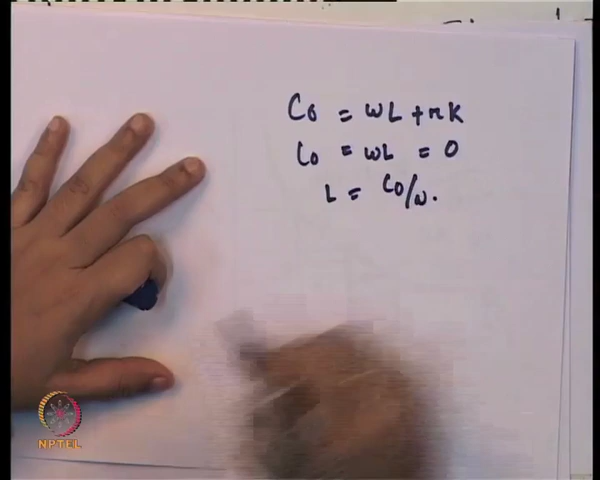 C0 = wL + rK
C0 = wL = 0
L = C0/w.
NPTEL